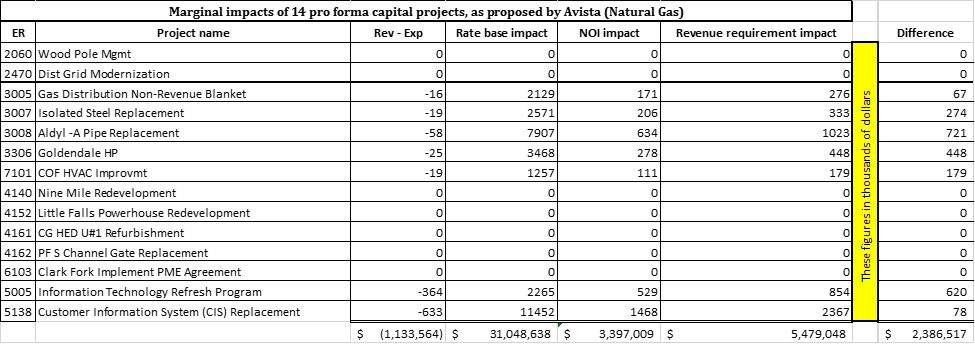 Marginal impacts of 14 pro forma capital projects, as proposed by Avista (Natural Gas)
ER Project name Rev - Exp Rate base impact NOI impact Revenue requirement impact Difference
2060 Wood Pole Mgmt 0 0 0 0 0
2470 Dist Grid Modernization 0 0 0 0 0
3005 Gas Distribution Non-Revenue Blanket -16 2129 171 276 67
3007 Isolated Steel Replacement -19 2571 206 333 274
3008 Aldyl -A Pipe Replacement -58 7907 634 1023 721
3306 Goldendale HP -25 3468 278 448 448
7101 COF HVAC Improvmt -19 1257 111 179 179
4140 Nine Mile Redevelopment 0 0 0 0 0
4152 Little Falls Powerhouse Redevelopment 0 0 0 0 0
4161 CG HED U#1 Refurbishment 0 0 0 0 0
4162 PF S Channel Gate Replacement 0 0 0 0 0
6103 Clark Fork Implement PME Agreement 0 0 0 0 0
5005 Information Technology Refresh Program -364 2265 529 854 620
5138 Customer Information System (CIS) Replacement -633 11452 1468 2367 78
$ (1,133,564) $ 31,048,638 $ 3,397,009 $ 5,479,048 $ 2,386,517
These figures in thousands of dollars